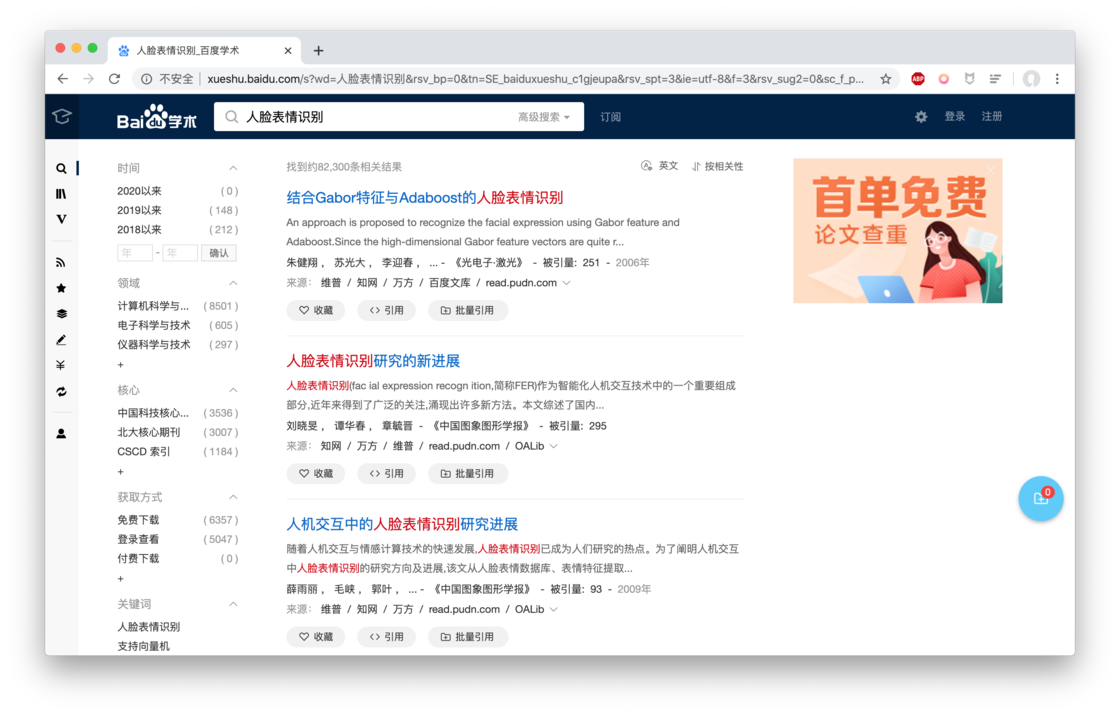 人脸表情识别_百度学术
不安全 | xueshu.baidu.com/s?wd=人脸表情识别&rsv_bp=0&tn=SE_baiduxueshu_c1gjeupa&rsv_spt=3&ie=utf-8&f=3&rsv_sug2=0&sc_f_p...
ABP
Bai du 学术
人脸表情识别
高级搜索
订阅
登录
注册
时间
2020以来 ( 0 )
2019以来 ( 148 )
2018以来 ( 212 )
年 - 年 确认
领域
计算机科学与... ( 8501 )
电子科学与技术 ( 605 )
仪器科学与技术 ( 297 )
+
核心
中国科技核心... ( 3536 )
北大核心期刊 ( 3007 )
CSCD 索引 ( 1184 )
+
获取方式
免费下载 ( 6357 )
登录查看 ( 5047 )
付费下载 ( 0 )
+
关键词
人脸表情识别
支持向量机
找到约82,300条相关结果
英文
按相关性
结合Gabor特征与Adaboost的人脸表情识别
An approach is proposed to recognize the facial expression using Gabor feature and
Adaboost.Since the high-dimensional Gabor feature vectors are quite r...
朱健翔， 苏光大， 李迎春， ... - 《光电子·激光》 - 被引量: 251 - 2006年
来源: 维普 / 知网 / 万方 / 百度文库 / read.pudn.com
收藏
引用
批量引用
人脸表情识别研究的新进展
人脸表情识别(fac ial expression recogn ition,简称FER)作为智能化人机交互技术中的一个重要组成
部分,近年来得到了广泛的关注,涌现出许多新方法。本文综述了国内...
刘晓旻， 谭华春， 章毓晋 - 《中国图象图形学报》 - 被引量: 295
来源: 知网 / 万方 / 维普 / read.pudn.com / OALib
收藏
引用
批量引用
人机交互中的人脸表情识别研究进展
随着人机交互与情感计算技术的快速发展,人脸表情识别已成为人们研究的热点。为了阐明人机交互
中人脸表情识别的研究方向及进展,该文从人脸表情数据库、表情特征提取...
薛雨丽， 毛峡， 郭叶， ... - 《中国图象图形学报》 - 被引量: 93 - 2009年
来源: 维普 / 知网 / 万方 / read.pudn.com / OALib
收藏
引用
批量引用
首单免费
论文查重
0